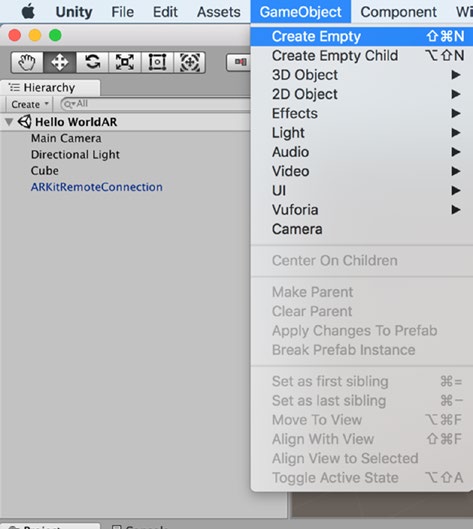 Unity File Edit Assets GameObject Component
Hierarchy
Create All
Hello WorldAR
Main Camera
Directional Light
Cube
ARKitRemoteConnection
Create Empty ⇧⌘N
Create Empty Child ⌥⇧N
3D Object
2D Object
Effects
Light
Audio
Video
UI
Vuforia
Camera
Center On Children
Make Parent
Clear Parent
Apply Changes To Prefab
Break Prefab Instance
Set as first sibling ⌘=
Set as last sibling ⌘-
Move To View ⌥⌘F
Align With View ⇧⌘F
Align View to Selected
Toggle Active State ⌥⇧A